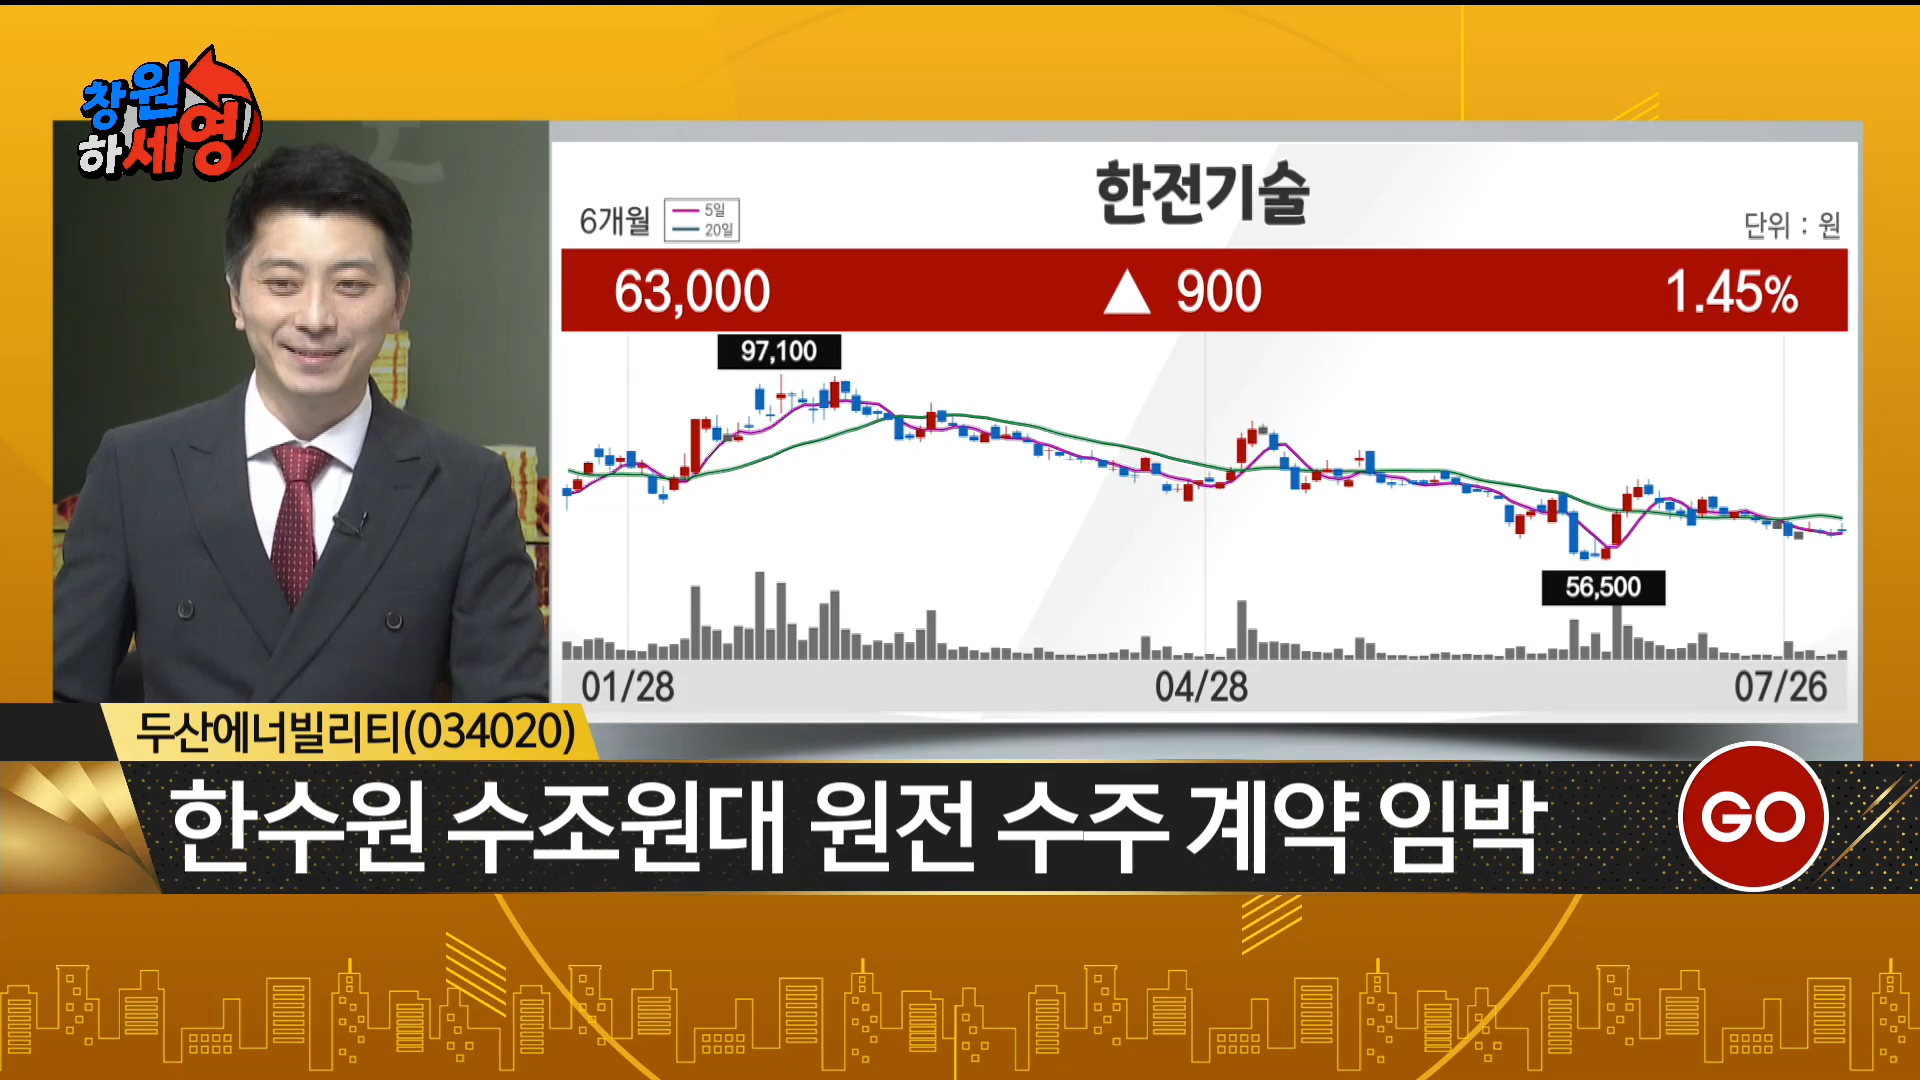 창원
하세영
한전기술
6개월
5일
20일
단위 : 원
63,000 ▲ 900 1.45%
97,100
56,500
01/28 04/28 07/26
두산에너빌리티(034020)
한수원 수조원대 원전 수주 계약 임박
GO